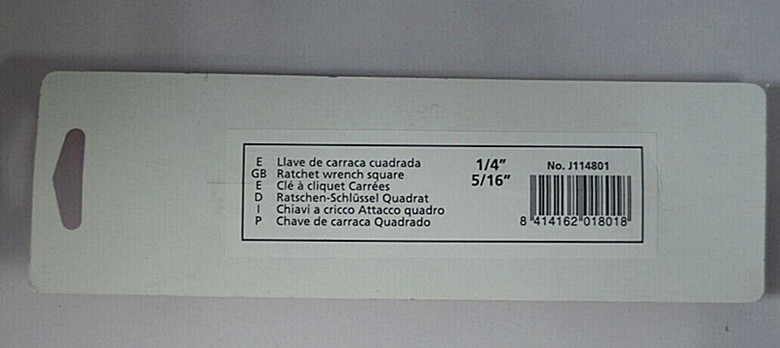 E Llave de carraca cuadrada
GB Ratchet wrench square
E Clé à cliquet Carrées
D Ratschen-Schlüssel Quadrat
I Chiavi a cricco Attacco quadro
P Chave de carraca Quadrado
1/4”
5/16”
No. J114801
8 414162 018018